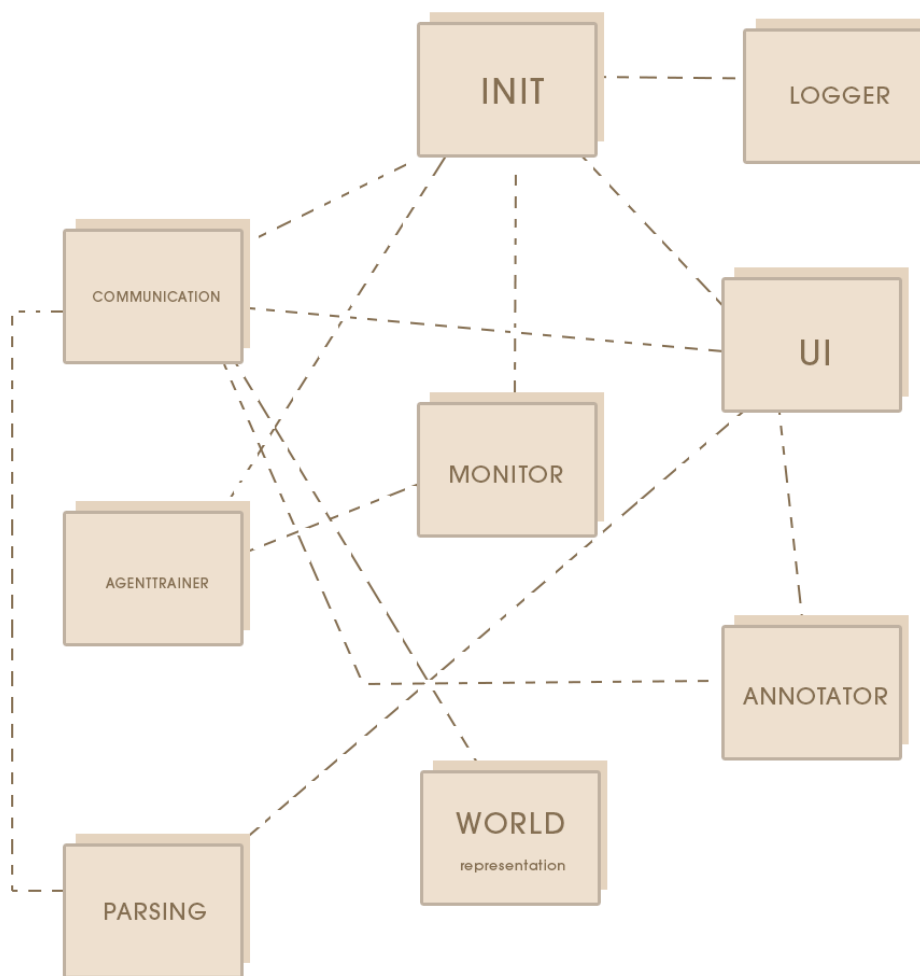 INIT
LOGGER
COMMUNICATION
UI
MONITOR
AGENTTRAINER
ANNOTATOR
WORLD
representation
PARSING